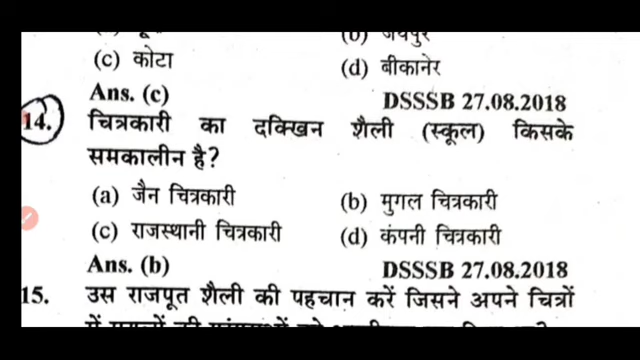 (b) जयपुर
(c) कोटा (d) बीकानेर
Ans. (c) DSSSB 27.08.2018
14. चित्रकारी का दक्खिन शैली (स्कूल) किसके
समकालीन है?
(a) जैन चित्रकारी (b) मुगल चित्रकारी
(c) राजस्थानी चित्रकारी (d) कंपनी चित्रकारी
Ans. (b) DSSSB 27.08.2018
15. उस राजपूत शैली की पहचान करें जिसने अपने चित्रों